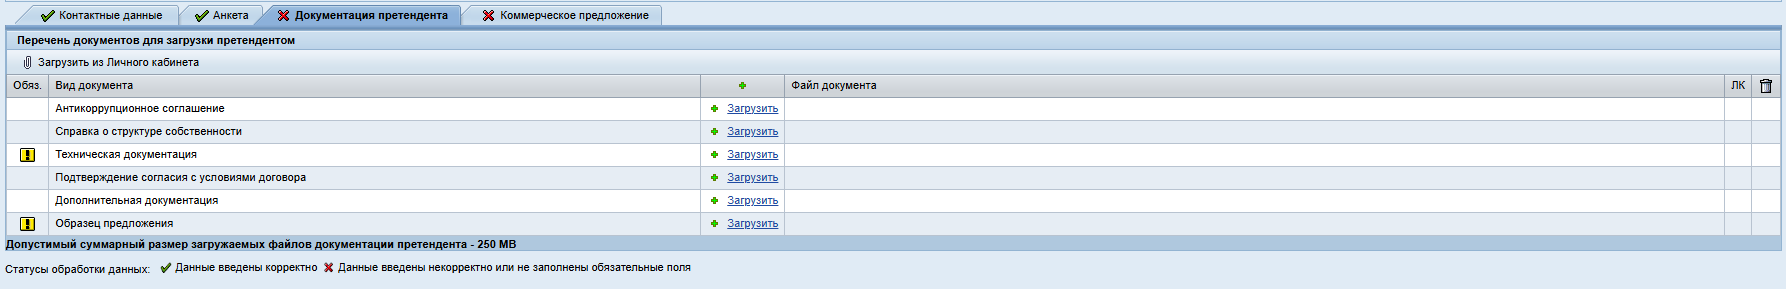 Контактные данные Анкета Документация претендента Коммерческое предложение
Перечень документов для загрузки претендентом
Загрузить из Личного кабинета
Обяз. Вид документа Файл документа ЛК
Антикоррупционное соглашение Загрузить
Справка о структуре собственности Загрузить
Техническая документация Загрузить
Подтверждение согласия с условиями договора Загрузить
Дополнительная документация Загрузить
Образец предложения Загрузить
Допустимый суммарный размер загружаемых файлов документации претендента - 250 MB
Статусы обработки данных: Данные введены корректно Данные введены некорректно или не заполнены обязательные поля